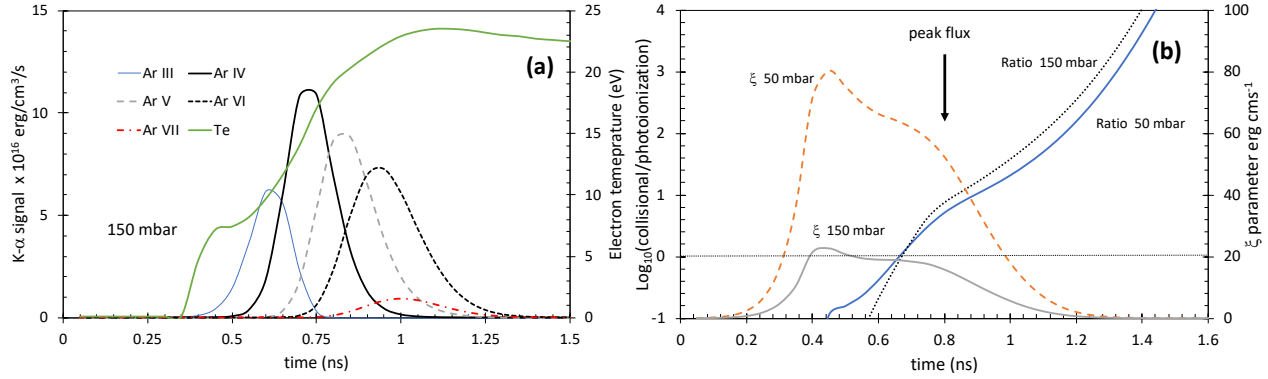 15
10
5
0
K-α signal x 10¹⁶ erg/cm³/s
Ar III
Ar IV
Ar V
Ar VI
Ar VII
Te
(a)
150 mbar
25
20
15
10
5
0
Electron temeprature (eV)
0
0.25
0.5
0.75
1
1.25
1.5
time (ns)
4
3
2
1
0
-1
Log₁₀(collisional/photoionization)
peak flux
(b)
ξ 50 mbar
Ratio 150 mbar
Ratio 50 mbar
ξ 150 mbar
100
80
60
40
20
0
ξ parameter erg cms⁻¹
0
0.2
0.4
0.6
0.8
1
1.2
1.4
1.6
time (ns)